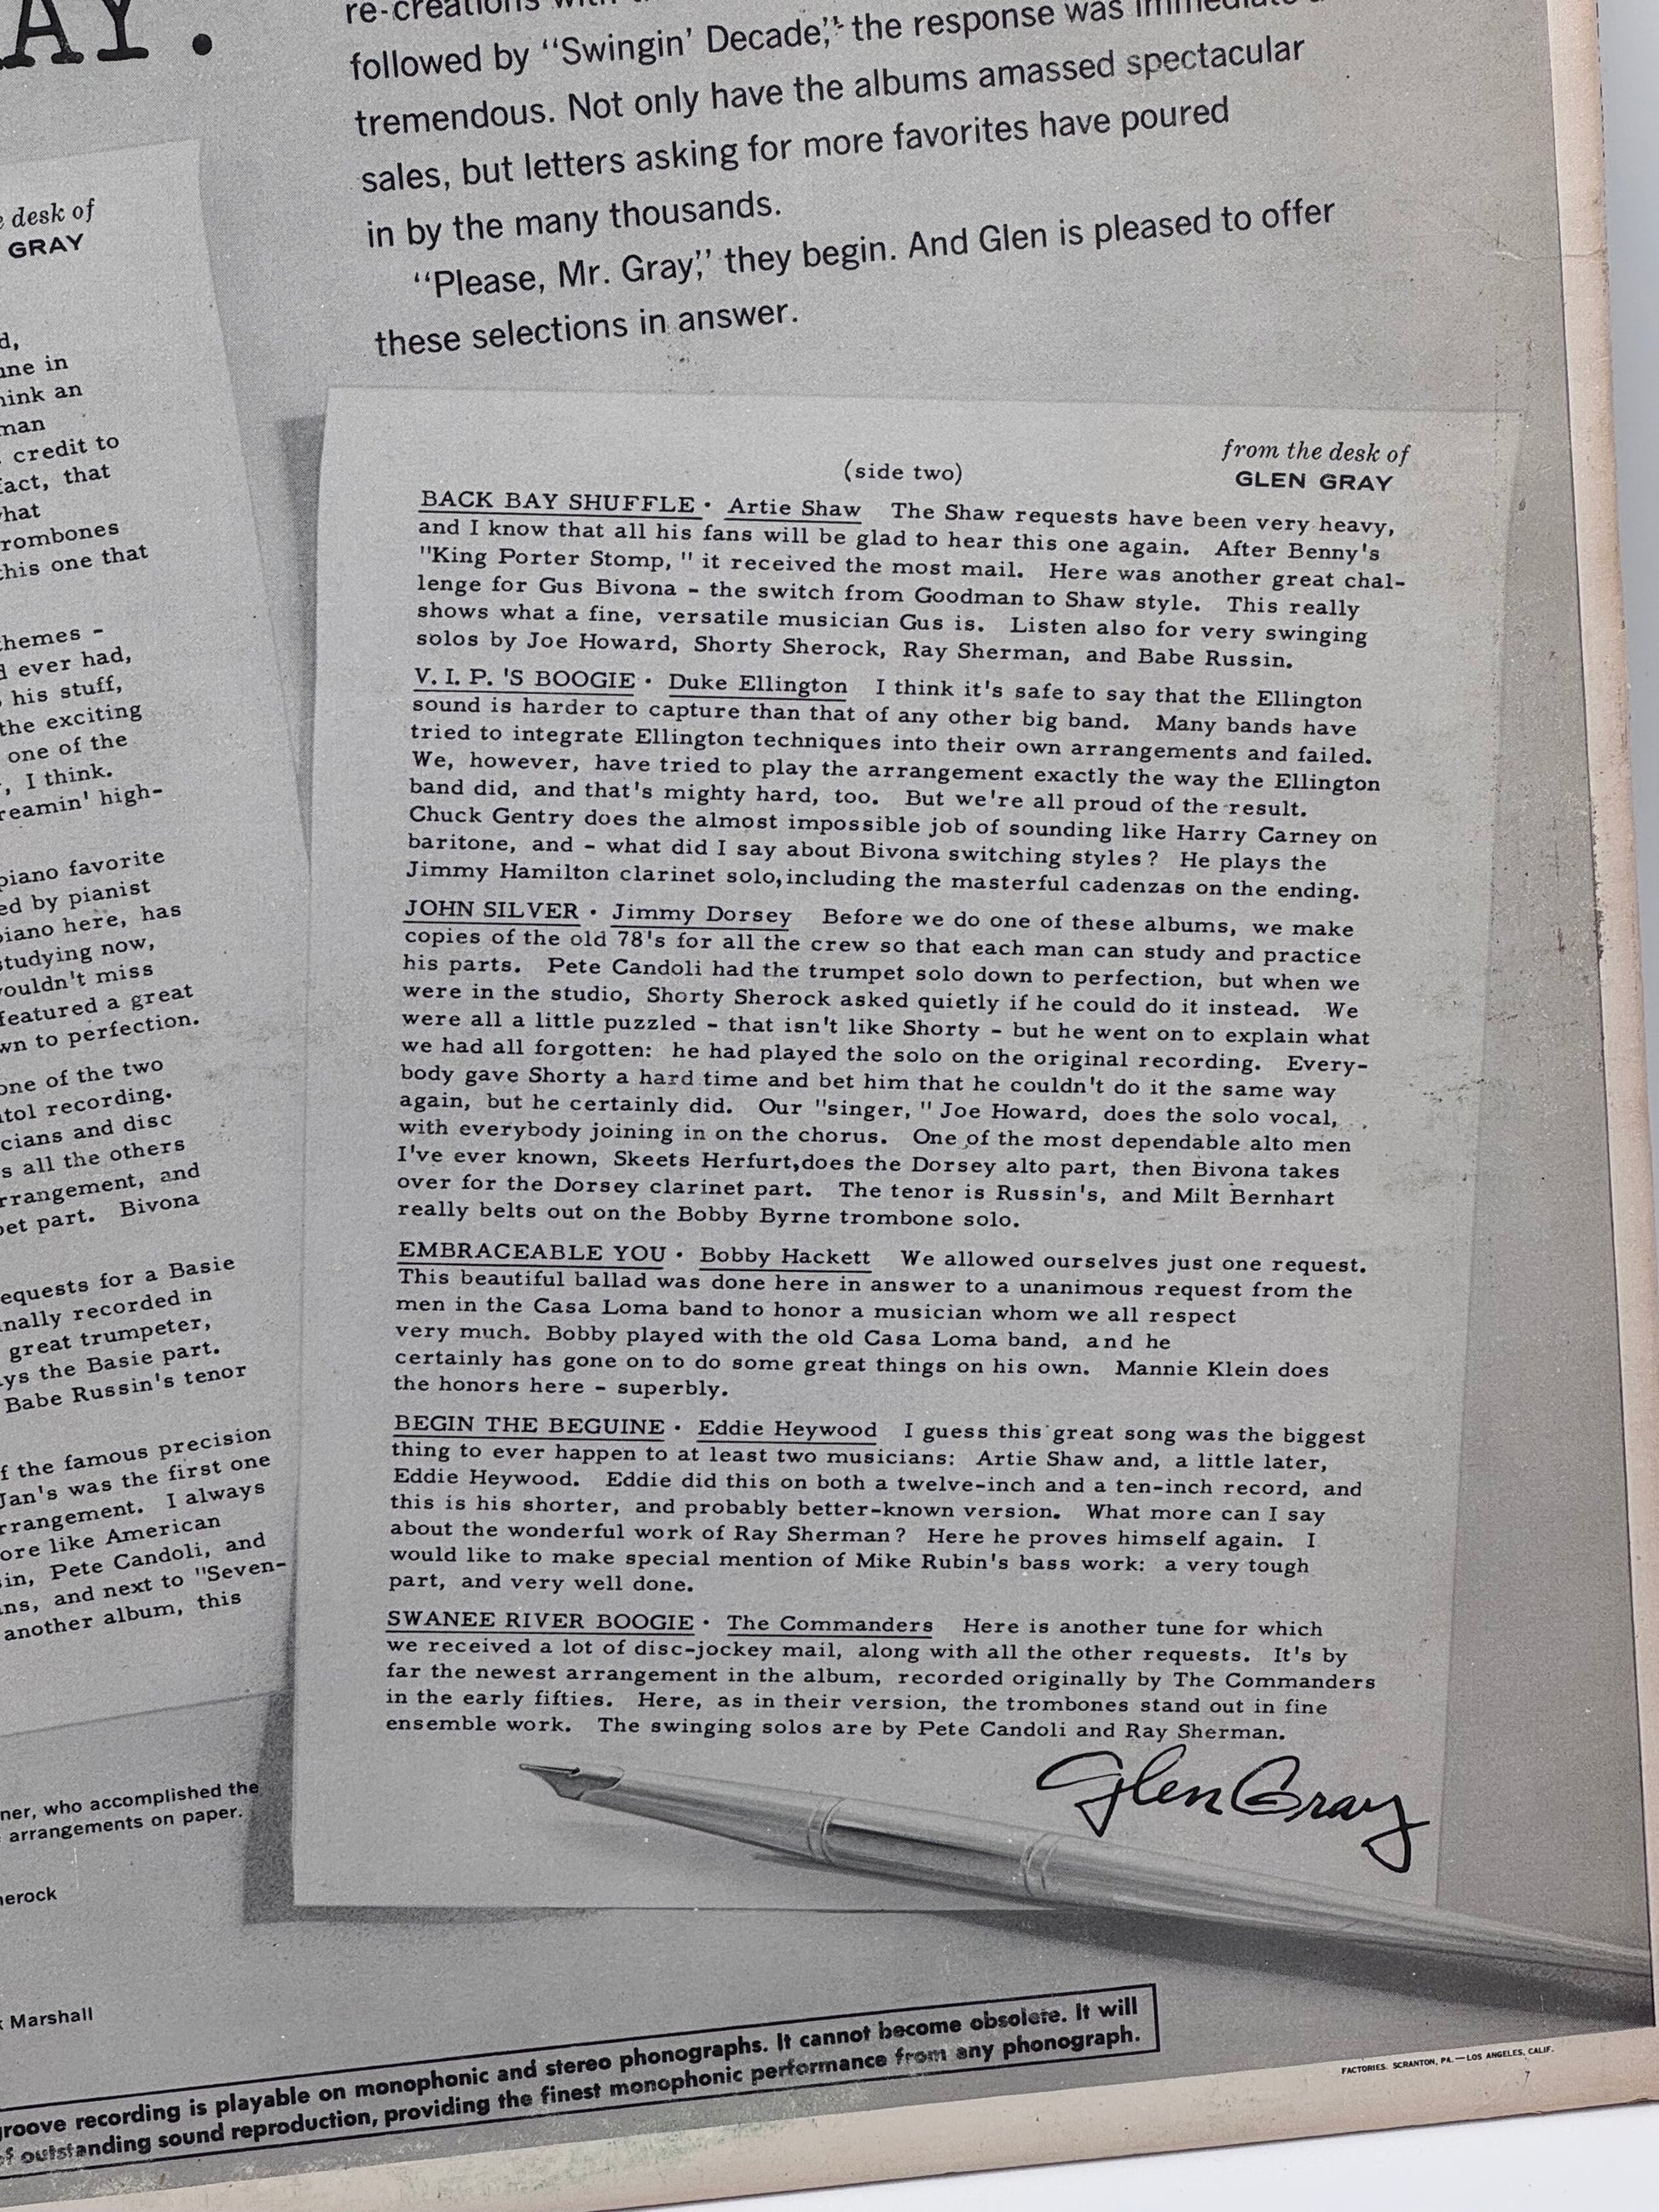 AY.
re-creations with
followed by "Swingin' Decade," the response was immediate
tremendous. Not only have the albums amassed spectacular
sales, but letters asking for more favorites have poured
in by the many thousands.
"Please, Mr. Gray," they begin. And Glen is pleased to offer
these selections in answer.
desk of
GRAY
d,
une in
hink an
man
credit to
fact, that
what
rombones
this one that
themes -
d ever had,
his stuff,
the exciting
one of the
, I think.
reamin' high-
piano favorite
ed by pianist
piano here, has
studying now,
wouldn't miss
featured a great
wn to perfection.
one of the two
itol recording.
cians and disc
s all the others
rrangement, and
pet part. Bivona
equests for a Basie
inally recorded in
great trumpeter,
ys the Basie part.
Babe Russin's tenor
f the famous precision
Jan's was the first one
rrangement. I always
ore like American
sin, Pete Candoli, and
ns, and next to "Seven-
another album, this
ner, who accomplished the
arrangements on paper.
herock
k Marshall
from the desk of
GLEN GRAY
(side two)
BACK BAY SHUFFLE · Artie Shaw The Shaw requests have been very heavy,
and I know that all his fans will be glad to hear this one again. After Benny's
"King Porter Stomp, " it received the most mail. Here was another great chal-
lenge for Gus Bivona - the switch from Goodman to Shaw style. This really
shows what a fine, versatile musician Gus is. Listen also for very swinging
solos by Joe Howard, Shorty Sherock, Ray Sherman, and Babe Russin.
V. I. P. 'S BOOGIE · Duke Ellington I think it's safe to say that the Ellington
sound is harder to capture than that of any other big band. Many bands have
tried to integrate Ellington techniques into their own arrangements and failed.
We, however, have tried to play the arrangement exactly the way the Ellington
band did, and that's mighty hard, too. But we're all proud of the result.
Chuck Gentry does the almost impossible job of sounding like Harry Carney on
baritone, and - what did I say about Bivona switching styles? He plays the
Jimmy Hamilton clarinet solo, including the masterful cadenzas on the ending.
JOHN SILVER · Jimmy Dorsey Before we do one of these albums, we make
copies of the old 78's for all the crew so that each man can study and practice
his parts. Pete Candoli had the trumpet solo down to perfection, but when we
were in the studio, Shorty Sherock asked quietly if he could do it instead. We
were all a little puzzled - that isn't like Shorty - but he went on to explain what
we had all forgotten: he had played the solo on the original recording. Every-
body gave Shorty a hard time and bet him that he couldn't do it the same way
again, but he certainly did. Our "singer, " Joe Howard, does the solo vocal,
with everybody joining in on the chorus. One of the most dependable alto men
I've ever known, Skeets Herfurt, does the Dorsey alto part, then Bivona takes
over for the Dorsey clarinet part. The tenor is Russin's, and Milt Bernhart
really belts out on the Bobby Byrne trombone solo.
EMBRACEABLE YOU · Bobby Hackett We allowed ourselves just one request.
This beautiful ballad was done here in answer to a unanimous request from the
men in the Casa Loma band to honor a musician whom we all respect
very much. Bobby played with the old Casa Loma band, and he
certainly has gone on to do some great things on his own. Mannie Klein does
the honors here - superbly.
BEGIN THE BEGUINE · Eddie Heywood I guess this great song was the biggest
thing to ever happen to at least two musicians: Artie Shaw and, a little later,
Eddie Heywood. Eddie did this on both a twelve-inch and a ten-inch record, and
this is his shorter, and probably better-known version. What more can I say
about the wonderful work of Ray Sherman? Here he proves himself again. I
would like to make special mention of Mike Rubin's bass work: a very tough
part, and very well done.
SWANEE RIVER BOOGIE · The Commanders Here is another tune for which
we received a lot of disc-jockey mail, along with all the other requests. It's by
far the newest arrangement in the album, recorded originally by The Commanders
in the early fifties. Here, as in their version, the trombones stand out in fine
ensemble work. The swinging solos are by Pete Candoli and Ray Sherman.
Glen Gray
groove recording is playable on monophonic and stereo phonographs. It cannot become obsolete. It will
of outstanding sound reproduction, providing the finest monophonic performance from any phonograph.
FACTORIES. SCRANTON, PA. — LOS ANGELES, CALIF.